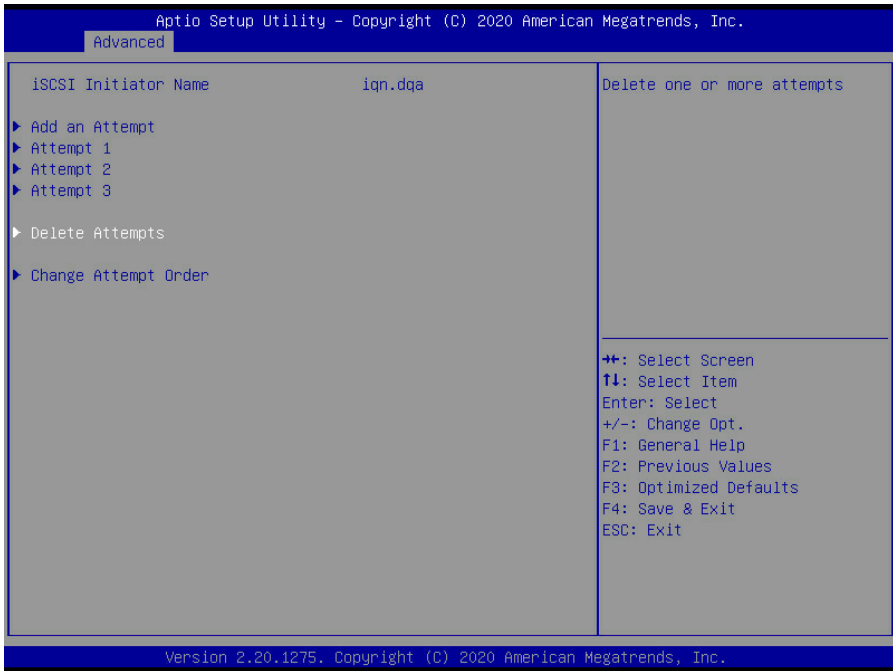 Aptio Setup Utility – Copyright (C) 2020 American Megatrends, Inc.
Advanced
iSCSI Initiator Name iqn.dqa
Add an Attempt
Attempt 1
Attempt 2
Attempt 3
Delete Attempts
Change Attempt Order
Delete one or more attempts
→←: Select Screen
↑↓: Select Item
Enter: Select
+/-: Change Opt.
F1: General Help
F2: Previous Values
F3: Optimized Defaults
F4: Save & Exit
ESC: Exit
Version 2.20.1275. Copyright (C) 2020 American Megatrends, Inc.